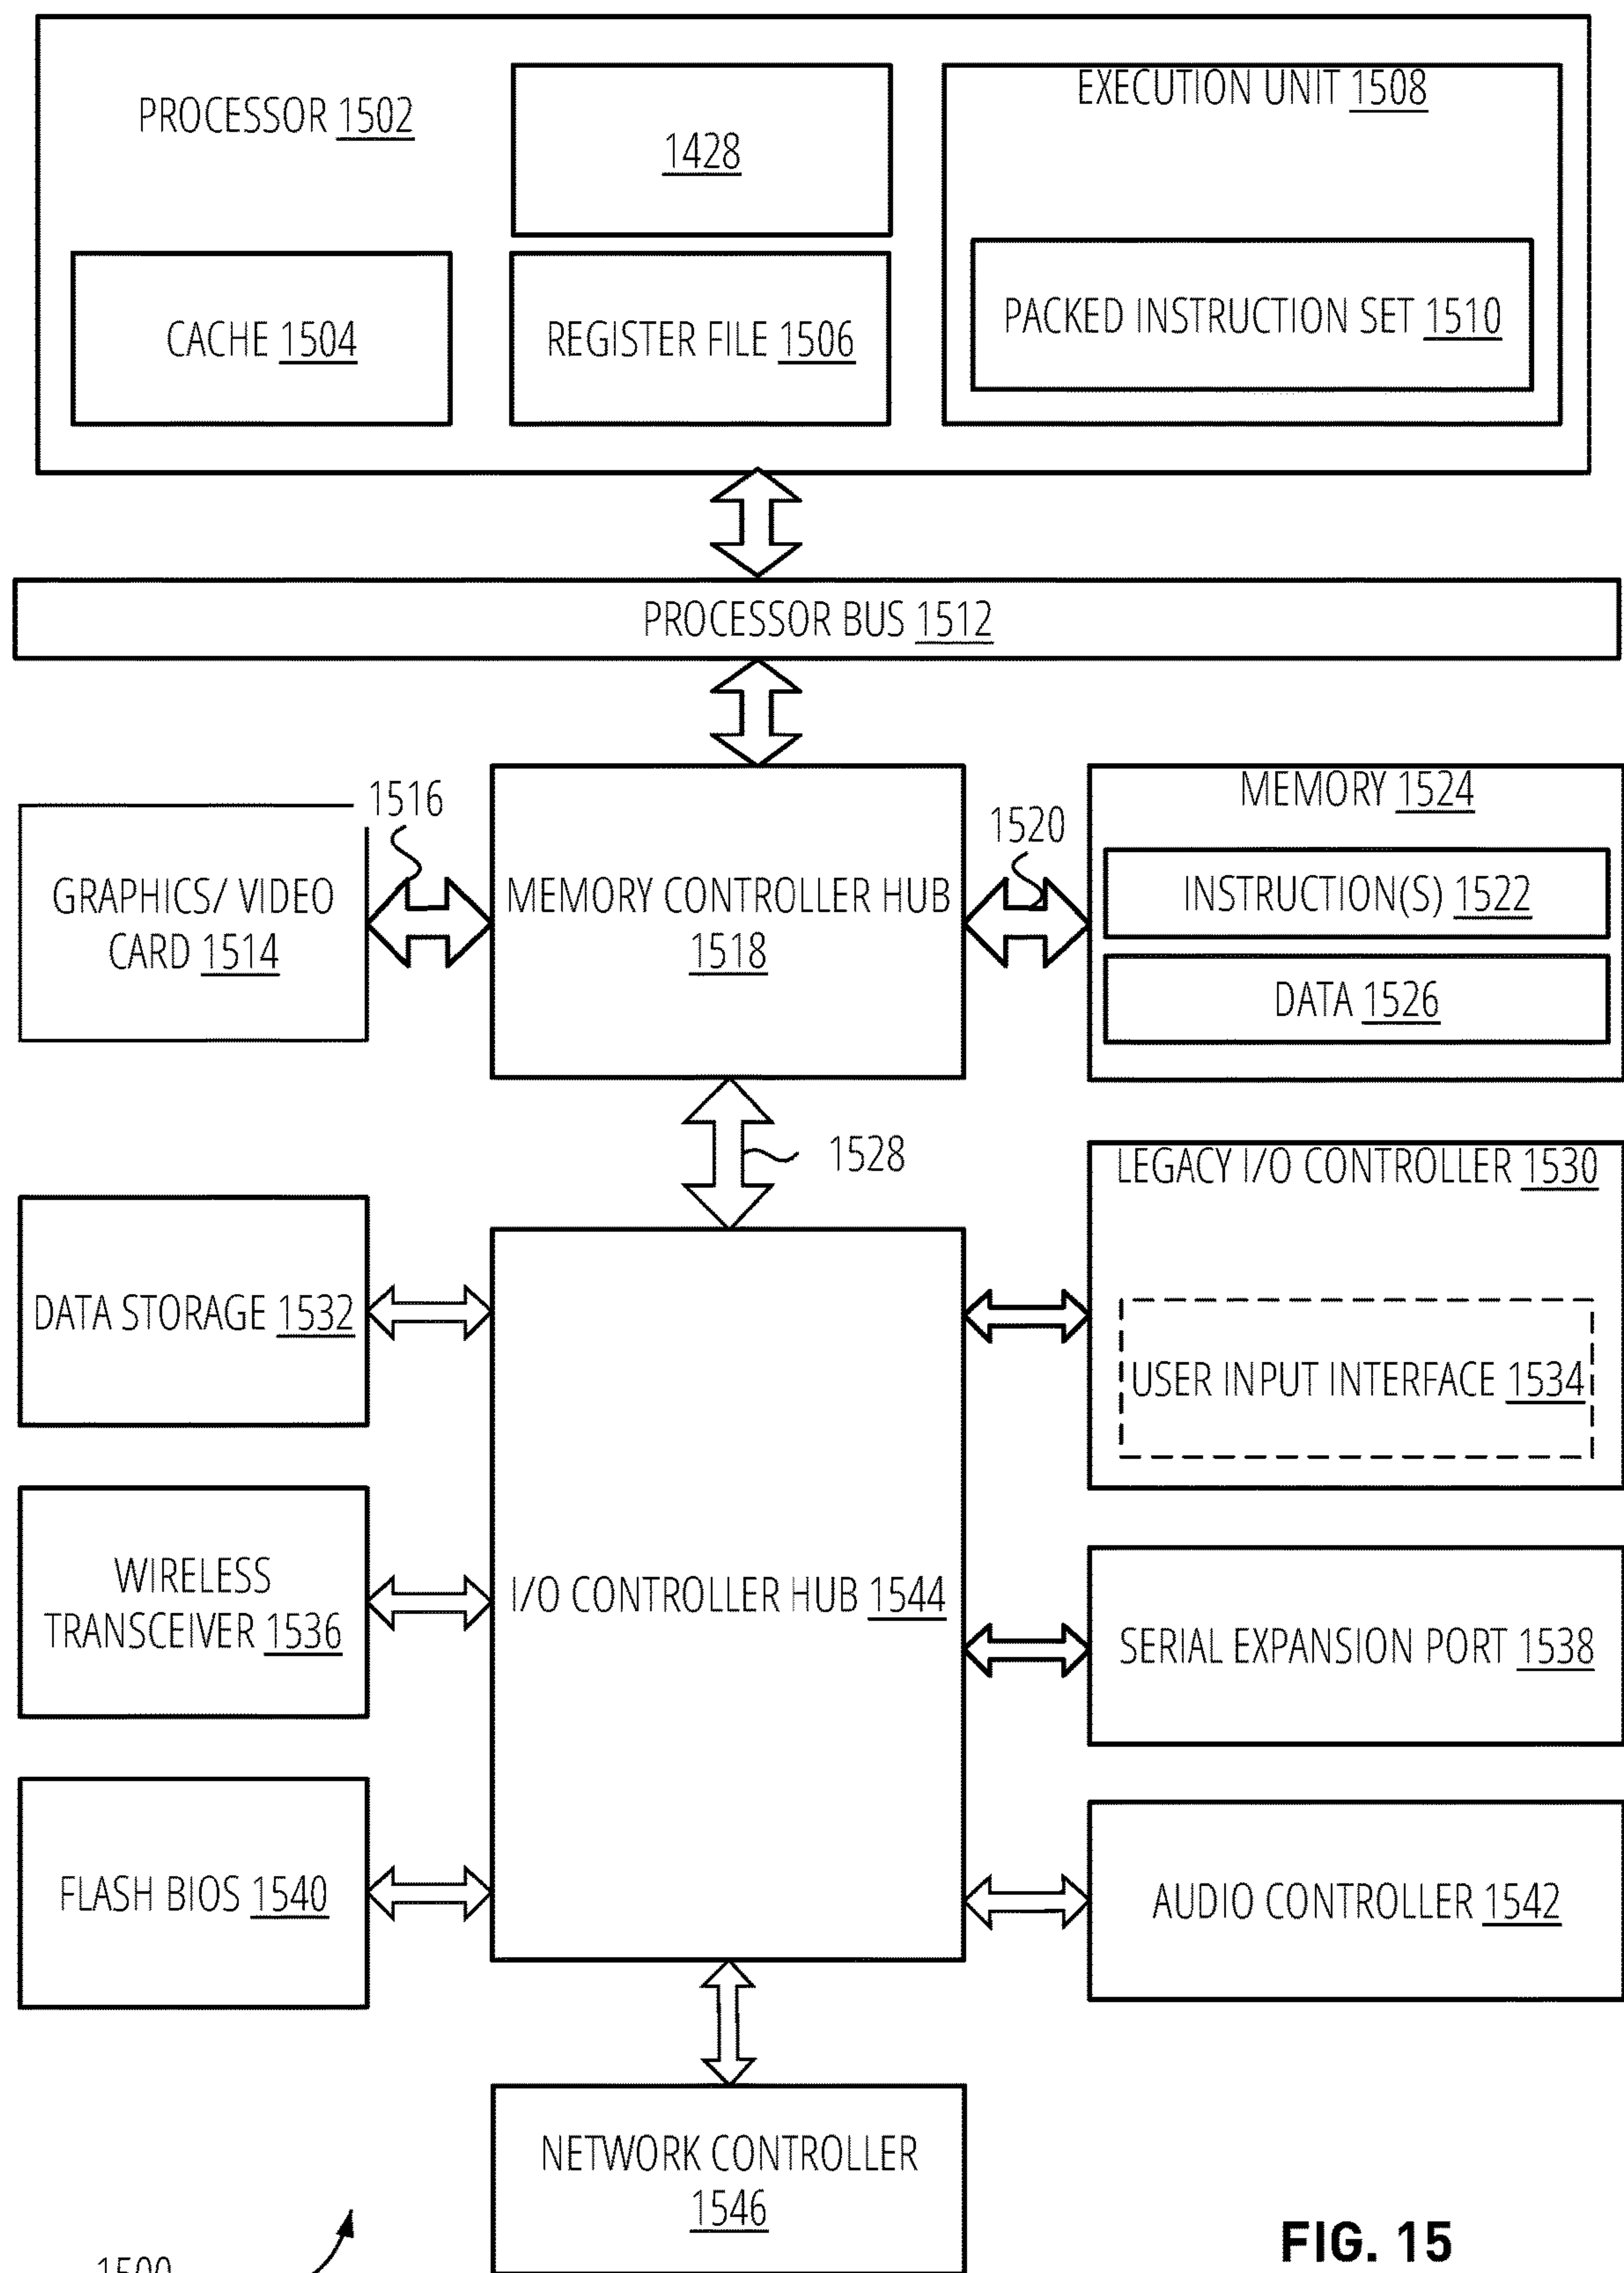 PROCESSOR 1502
1428
EXECUTION UNIT 1508
CACHE 1504
REGISTER FILE 1506
PACKED INSTRUCTION SET 1510
PROCESSOR BUS 1512
1516
1520
GRAPHICS/ VIDEO
CARD 1514
MEMORY CONTROLLER HUB
1518
MEMORY 1524
INSTRUCTION(S) 1522
DATA 1526
1528
LEGACY I/O CONTROLLER 1530
DATA STORAGE 1532
USER INPUT INTERFACE 1534
WIRELESS
TRANSCEIVER 1536
I/O CONTROLLER HUB 1544
SERIAL EXPANSION PORT 1538
FLASH BIOS 1540
AUDIO CONTROLLER 1542
NETWORK CONTROLLER
1546
1500
FIG. 15